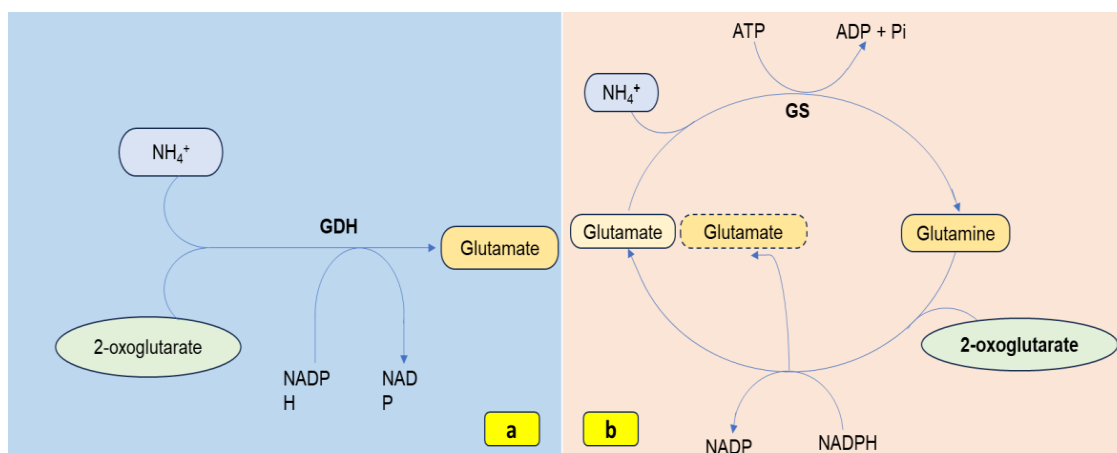 NH₄⁺
GDH
Glutamate
2-oxoglutarate
NADP
H
NAD
P
a
ATP
ADP + Pi
NH₄⁺
GS
Glutamate
Glutamate
Glutamine
2-oxoglutarate
NADP
NADPH
b